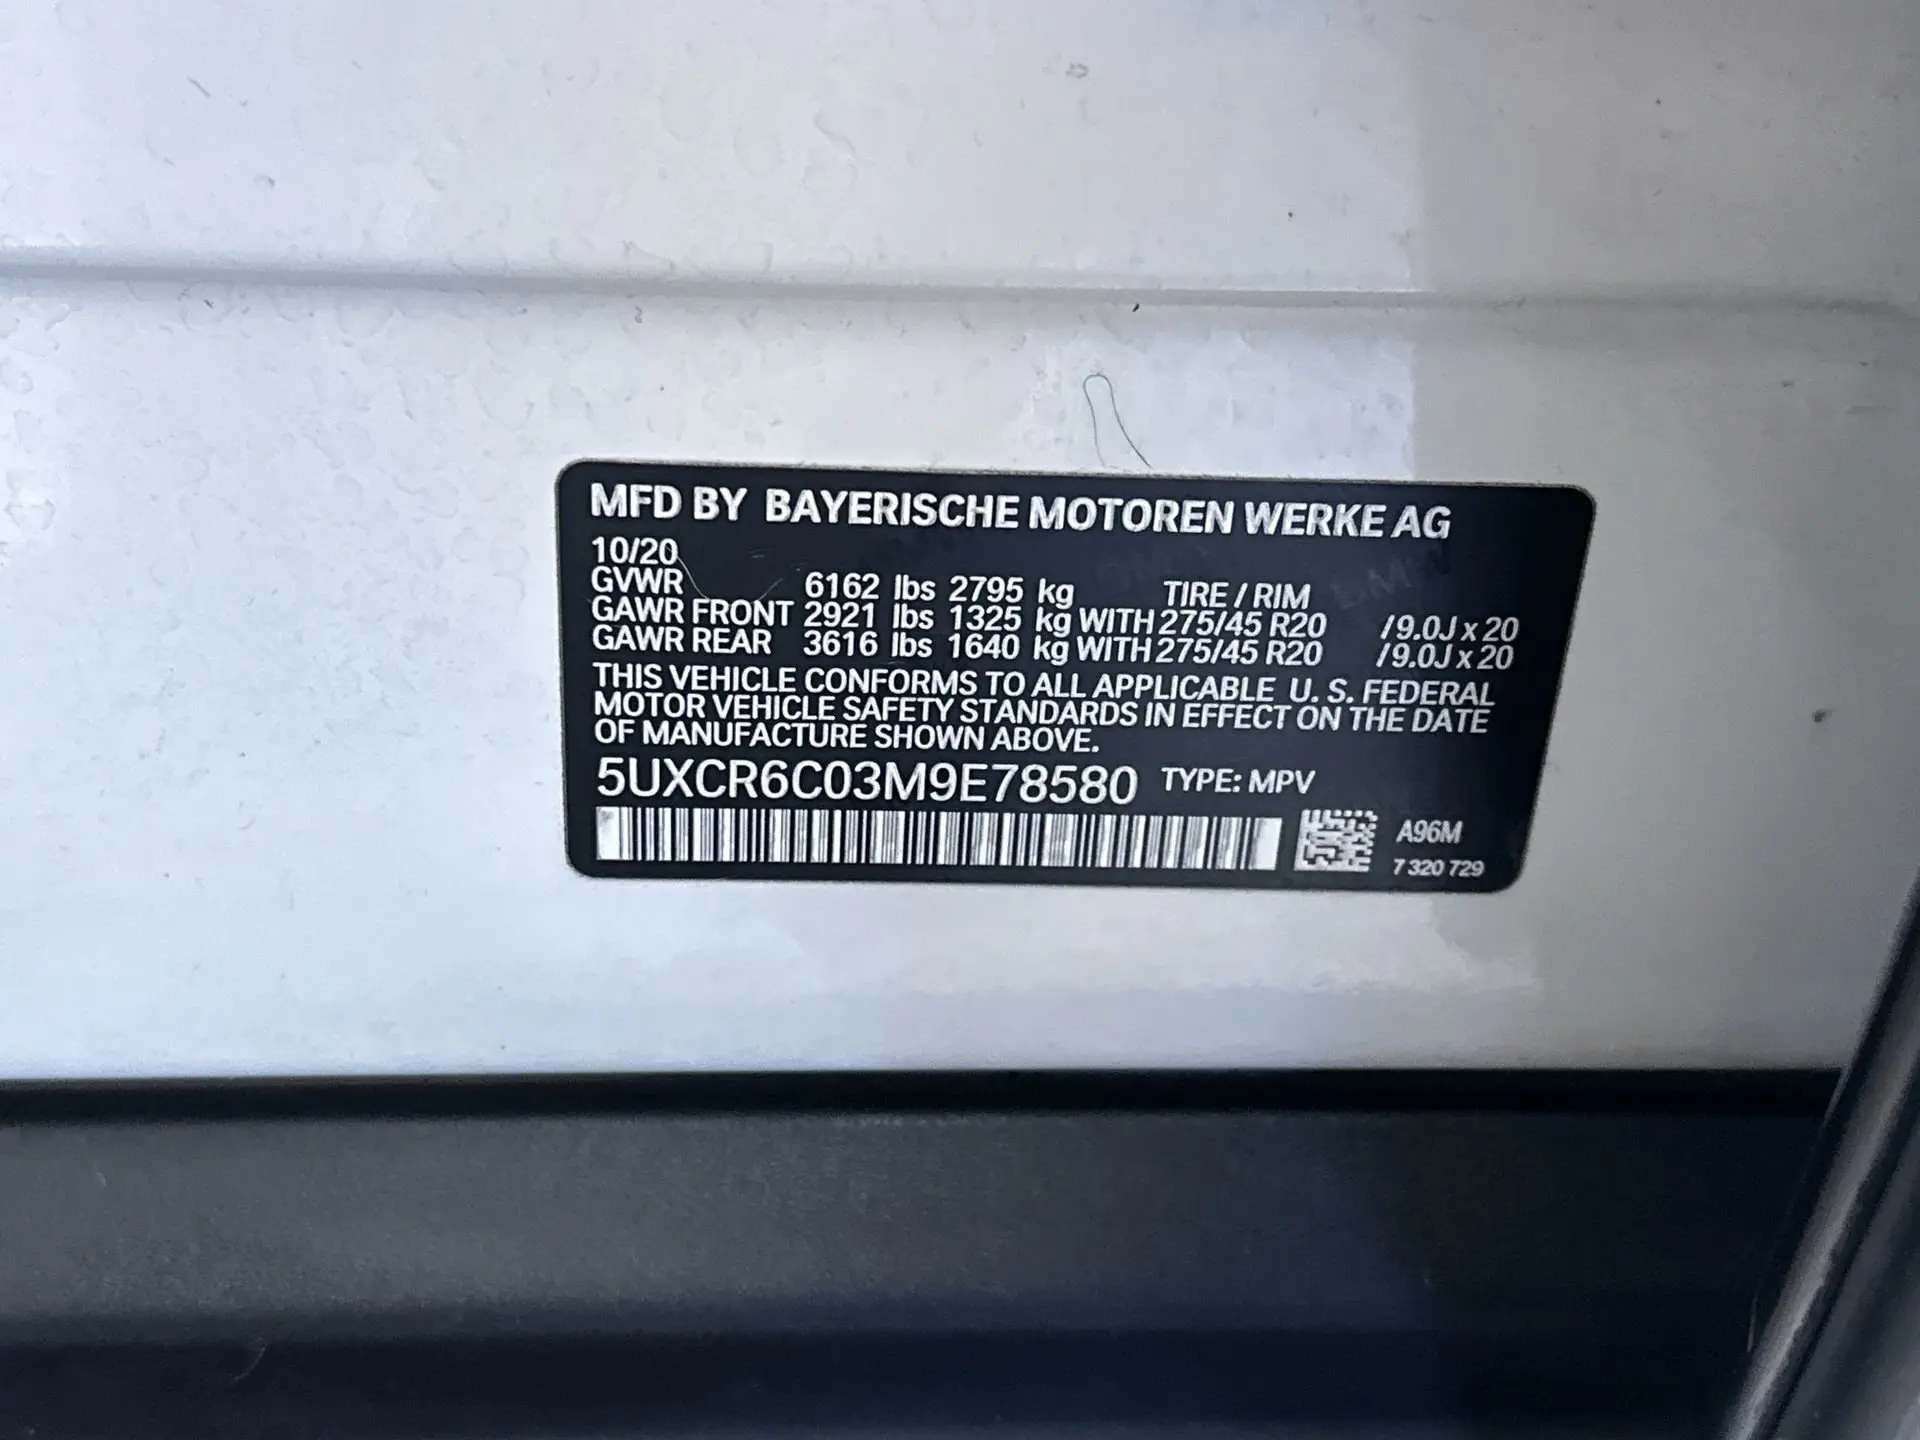 MFD BY BAYERISCHE MOTOREN WERKE AG
10/20
GVWR 6162 lbs 2795 kg TIRE / RIM
GAWR FRONT 2921 lbs 1325 kg WITH 275/45 R20 /9.0J x 20
GAWR REAR 3616 lbs 1640 kg WITH 275/45 R20 /9.0J x 20
THIS VEHICLE CONFORMS TO ALL APPLICABLE U. S. FEDERAL
MOTOR VEHICLE SAFETY STANDARDS IN EFFECT ON THE DATE
OF MANUFACTURE SHOWN ABOVE.
5UXCR6C03M9E78580 TYPE: MPV
A96M
7 320 729